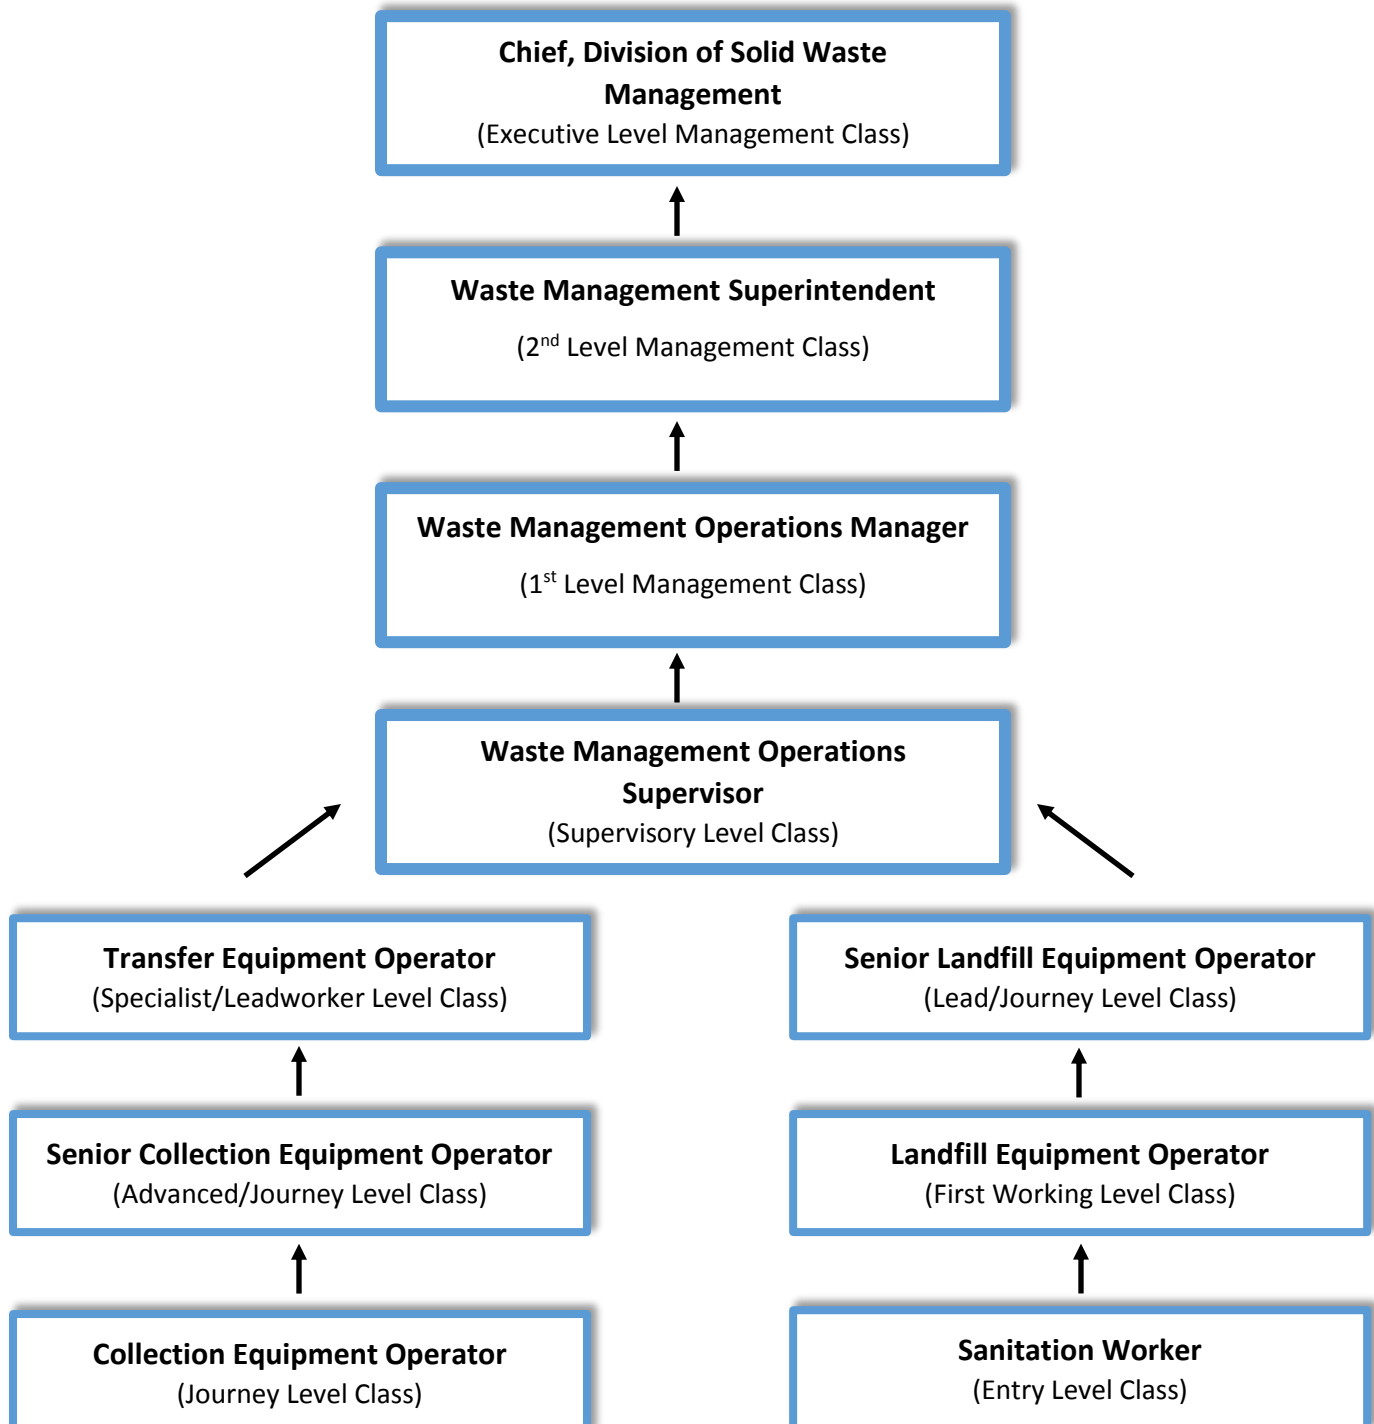 Chief, Division of Solid Waste
Management
(Executive Level Management Class)
Waste Management Superintendent
(2nd Level Management Class)
Waste Management Operations Manager
(1st Level Management Class)
Waste Management Operations
Supervisor
(Supervisory Level Class)
Transfer Equipment Operator
(Specialist/Leadworker Level Class)
Senior Landfill Equipment Operator
(Lead/Journey Level Class)
Senior Collection Equipment Operator
(Advanced/Journey Level Class)
Landfill Equipment Operator
(First Working Level Class)
Collection Equipment Operator
(Journey Level Class)
Sanitation Worker
(Entry Level Class)